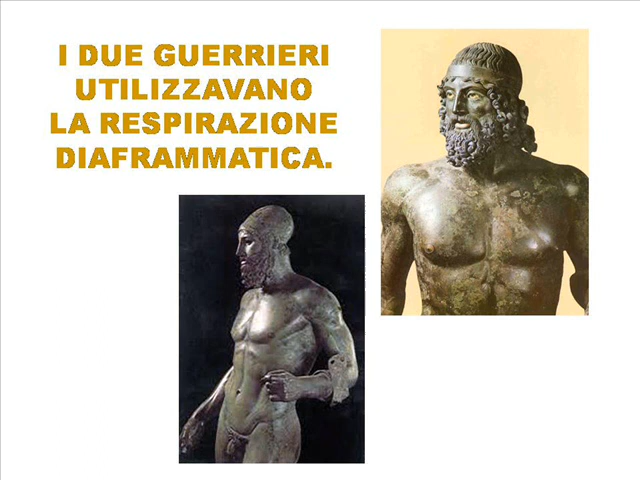 I DUE GUERRIERI
UTILIZZAVANO
LA RESPIRAZIONE
DIAFRAMMATICA.